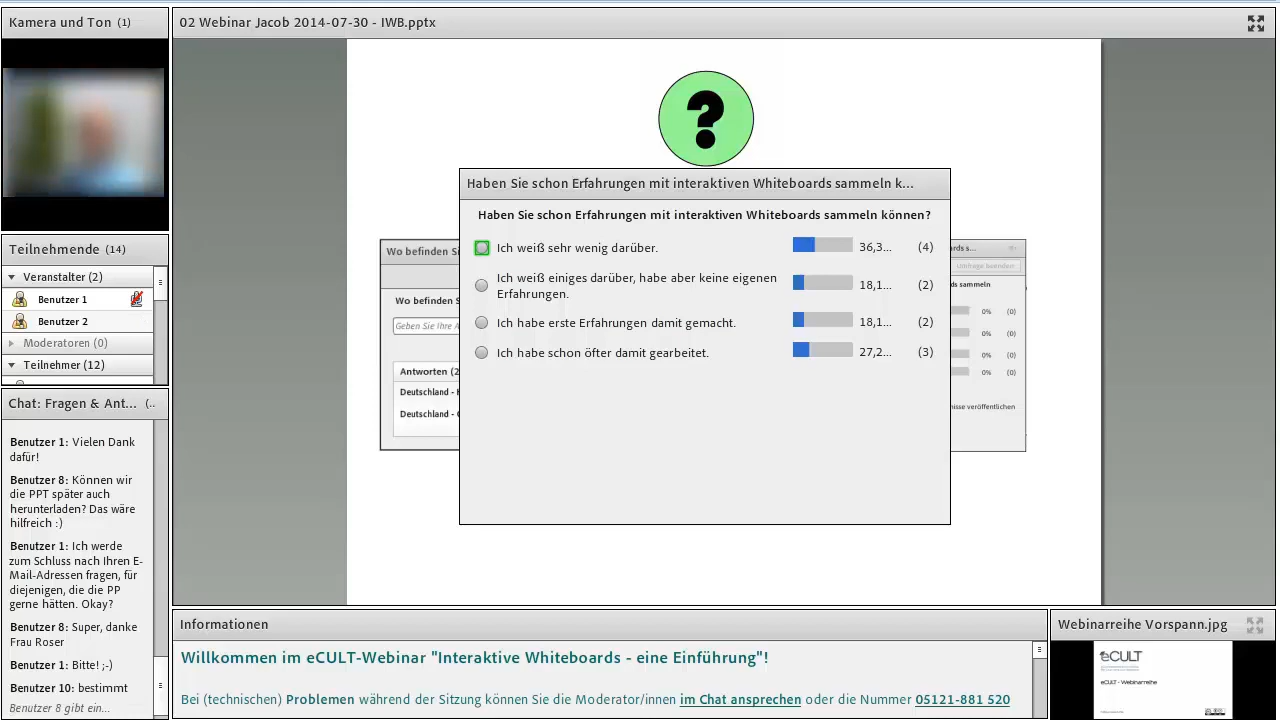 Kamera und Ton (1)
02 Webinar Jacob 2014-07-30 - IWB.pptx
?
Teilnehmende (14)
Veranstalter (2)
Benutzer 1
Benutzer 2
Moderatoren (0)
Teilnehmer (12)
Chat: Fragen & Ant... (..
Benutzer 1: Vielen Dank
dafür!
Benutzer 8: Können wir
die PPT später auch
herunterladen? Das wäre
hilfreich :)
Benutzer 1: Ich werde
zum Schluss nach Ihren E-
Mail-Adressen fragen, für
diejenigen, die die PP
gerne hätten. Okay?
Benutzer 8: Super, danke
Frau Roser
Benutzer 1: Bitte! ;-)
Benutzer 10: bestimmt
Benutzer 8 gibt ein...
Haben Sie schon Erfahrungen mit interaktiven Whiteboards sammeln k...
Haben Sie schon Erfahrungen mit interaktiven Whiteboards sammeln können?
Ich weiß sehr wenig darüber. 36,3... (4)
Ich weiß einiges darüber, habe aber keine eigenen
Erfahrungen. 18,1... (2)
Ich habe erste Erfahrungen damit gemacht. 18,1... (2)
Ich habe schon öfter damit gearbeitet. 27,2... (3)
Wo befinden Si
Wo befinden S
Geben Sie Ihre A
Antworten (2
Deutschland -
Deutschland -
ards s...
Umfrage beenden
ds sammeln
0% (0)
0% (0)
0% (0)
0% (0)
nisse veröffentlichen
Informationen
Willkommen im eCULT-Webinar "Interaktive Whiteboards - eine Einführung"!
Bei (technischen) Problemen während der Sitzung können Sie die Moderator/innen im Chat ansprechen oder die Nummer 05121-881 520
Webinarreihe Vorspann.jpg
eCULT
eCULT - Webinarreihe